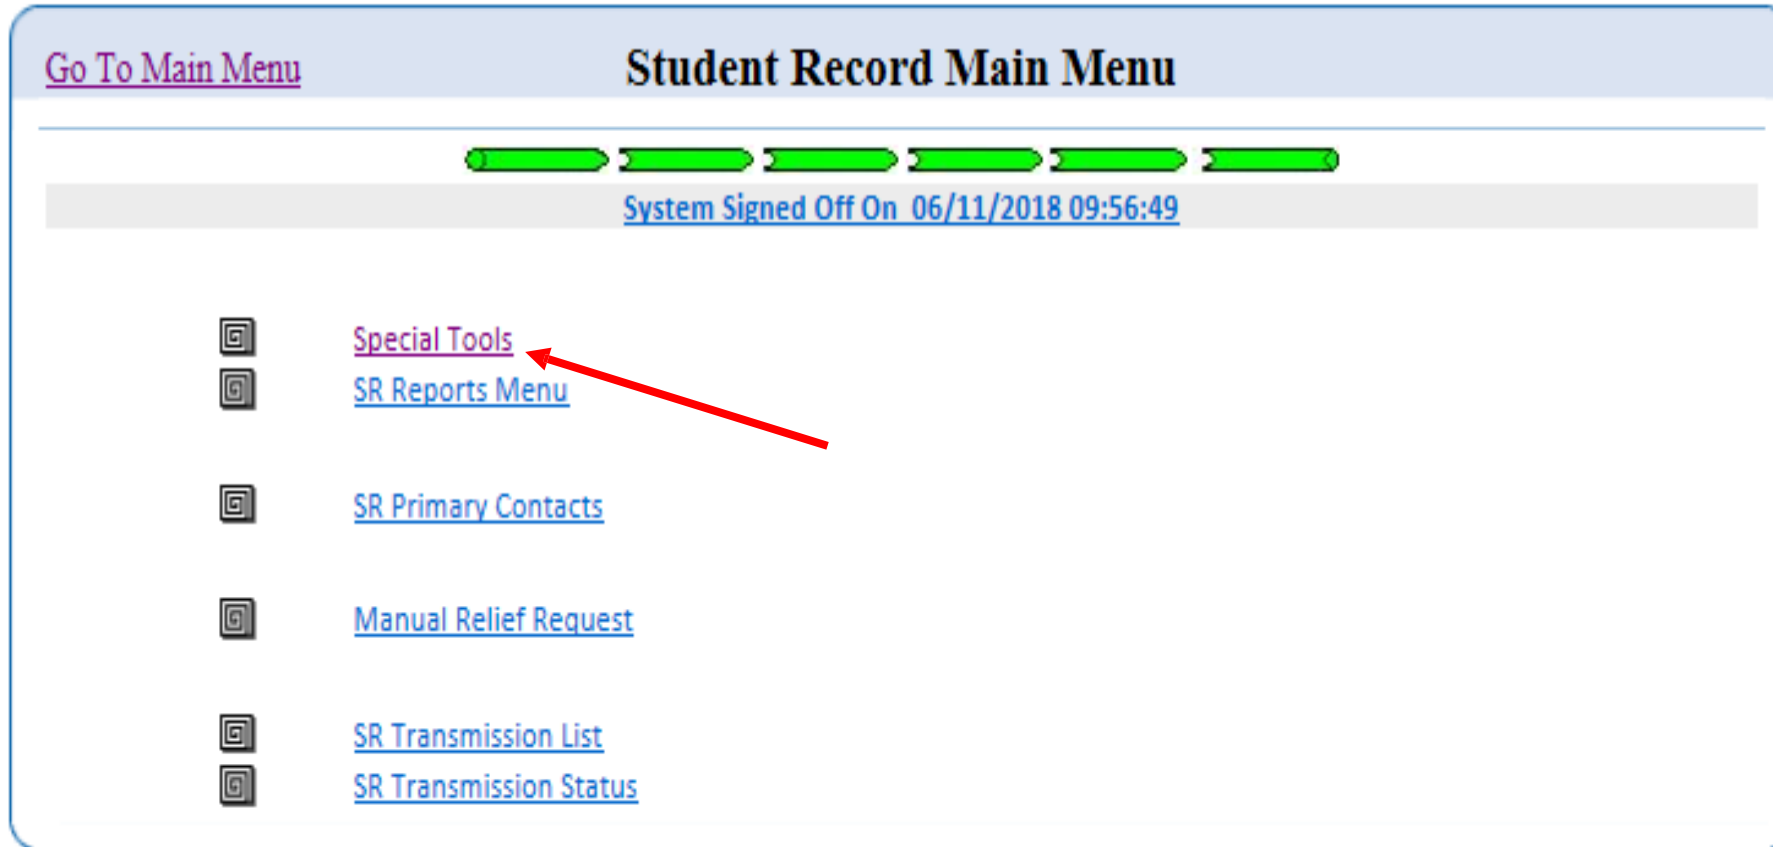 Go To Main Menu
Student Record Main Menu
System Signed Off On  06/11/2018 09:56:49
Special Tools
SR Reports Menu
SR Primary Contacts
Manual Relief Request
SR Transmission List
SR Transmission Status